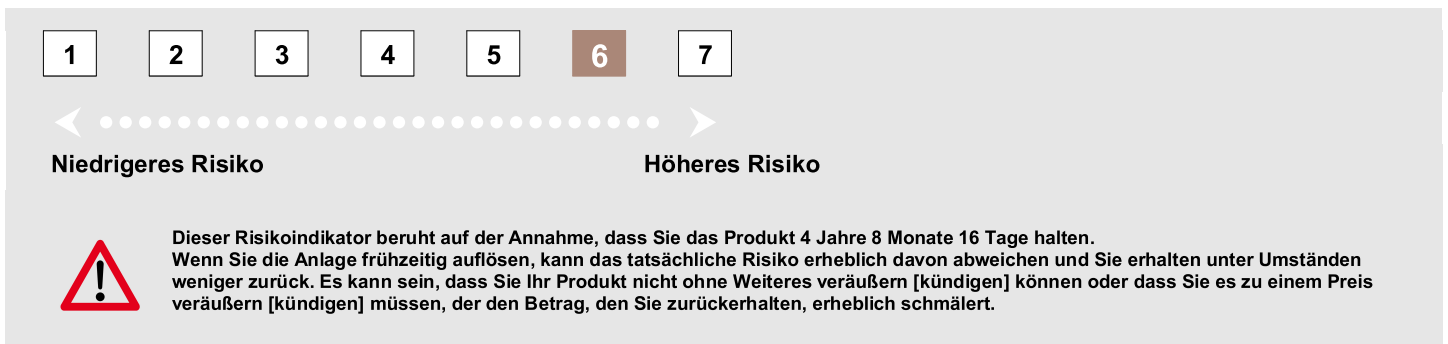 1 2 3 4 5 6 7
Niedrigeres Risiko Höheres Risiko
Dieser Risikoindikator beruht auf der Annahme, dass Sie das Produkt 4 Jahre 8 Monate 16 Tage halten.
Wenn Sie die Anlage frühzeitig auflösen, kann das tatsächliche Risiko erheblich davon abweichen und Sie erhalten unter Umständen
weniger zurück. Es kann sein, dass Sie Ihr Produkt nicht ohne Weiteres veräußern [kündigen] können oder dass Sie es zu einem Preis
veräußern [kündigen] müssen, der den Betrag, den Sie zurückerhalten, erheblich schmälert.